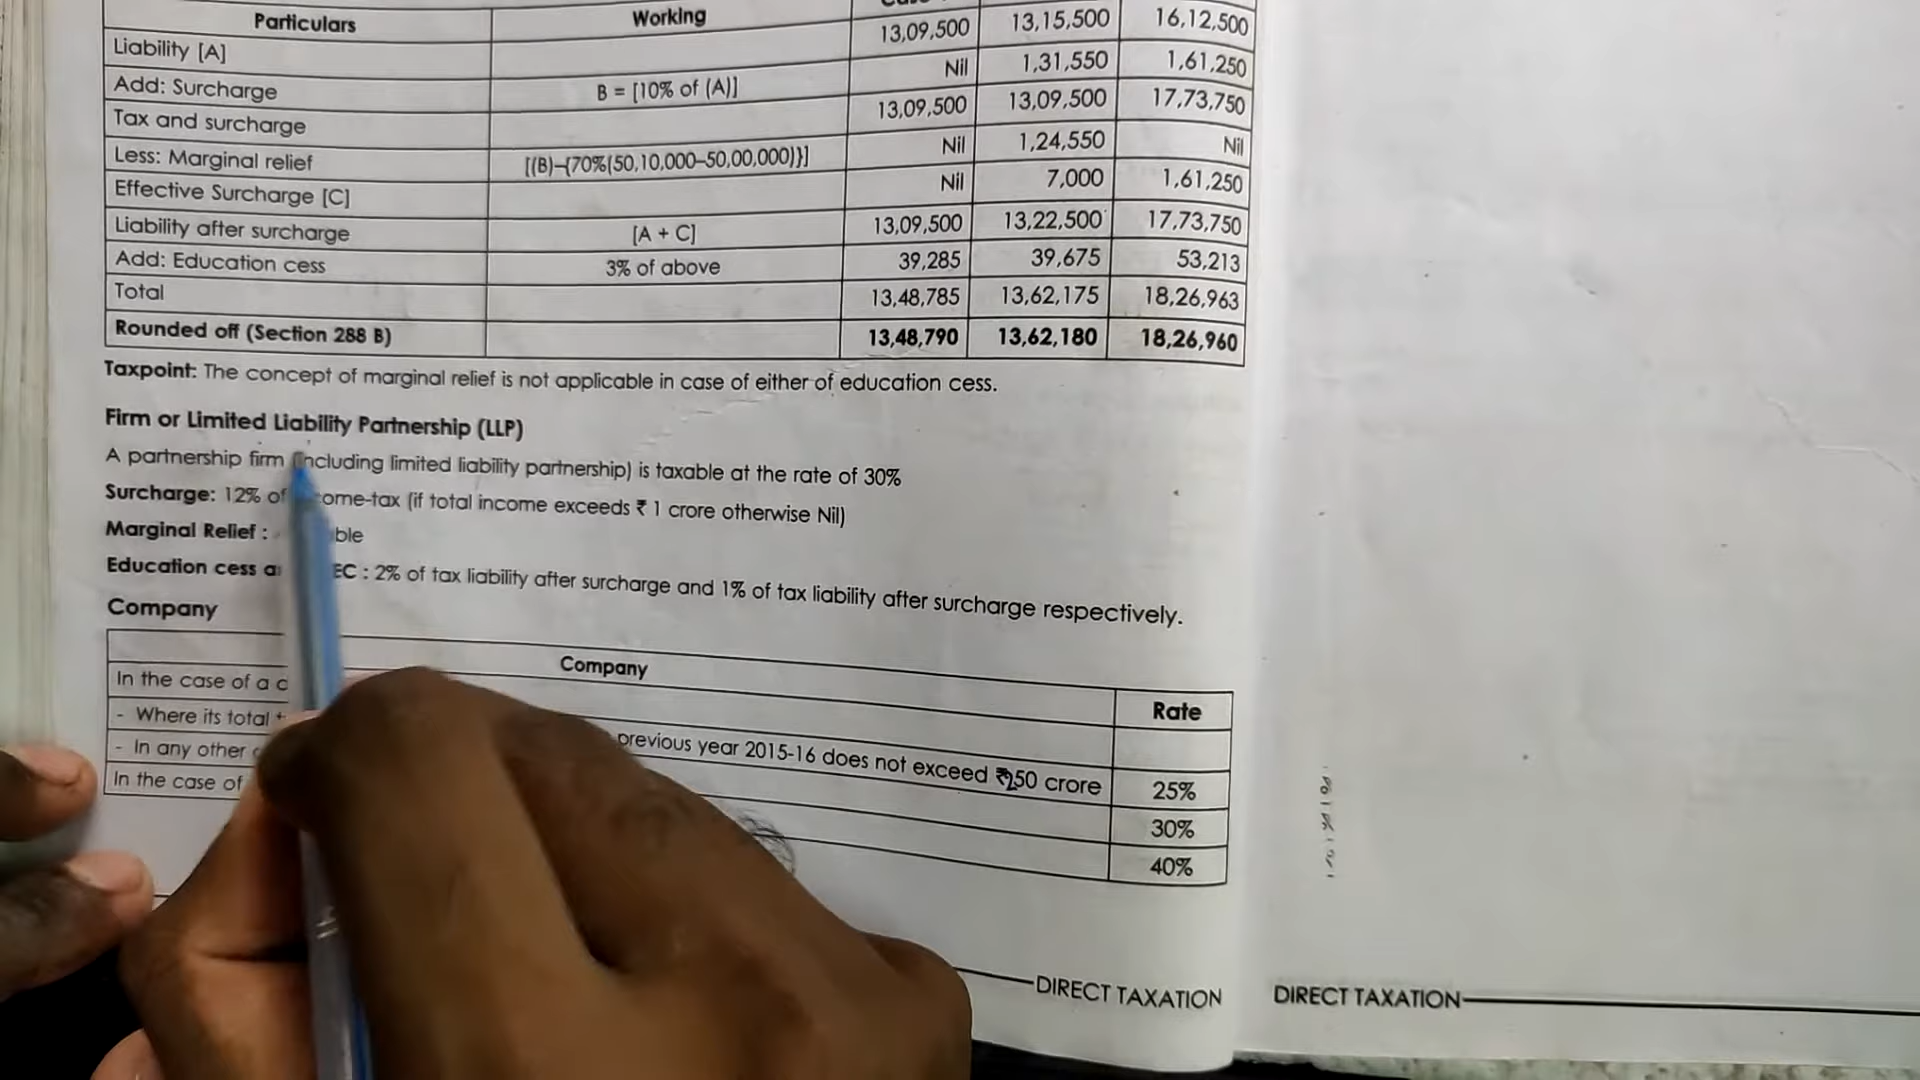 Particulars Working
Liability [A] 13,09,500 13,15,500 16,12,500
Add: Surcharge B = [10% of (A)] Nil 1,31,550 1,61,250
Tax and surcharge 13,09,500 13,09,500 17,73,750
Less: Marginal relief [(B)–{70%(50,10,000–50,00,000)}] Nil 1,24,550 Nil
Effective Surcharge [C] Nil 7,000 1,61,250
Liability after surcharge [A + C] 13,09,500 13,22,500 17,73,750
Add: Education cess 3% of above 39,285 39,675 53,213
Total 13,48,785 13,62,175 18,26,963
Rounded off (Section 288 B) 13,48,790 13,62,180 18,26,960
Taxpoint: The concept of marginal relief is not applicable in case of either of education cess.
Firm or Limited Liability Partnership (LLP)
A partnership firm (including limited liability partnership) is taxable at the rate of 30%
Surcharge: 12% of come-tax (if total income exceeds ₹ 1 crore otherwise Nil)
Marginal Relief : ble
Education cess a EC : 2% of tax liability after surcharge and 1% of tax liability after surcharge respectively.
Company
Company Rate
In the case of a
- Where its total previous year 2015-16 does not exceed ₹250 crore 25%
- In any other 30%
In the case of 40%
DIRECT TAXATION
DIRECT TAXATION